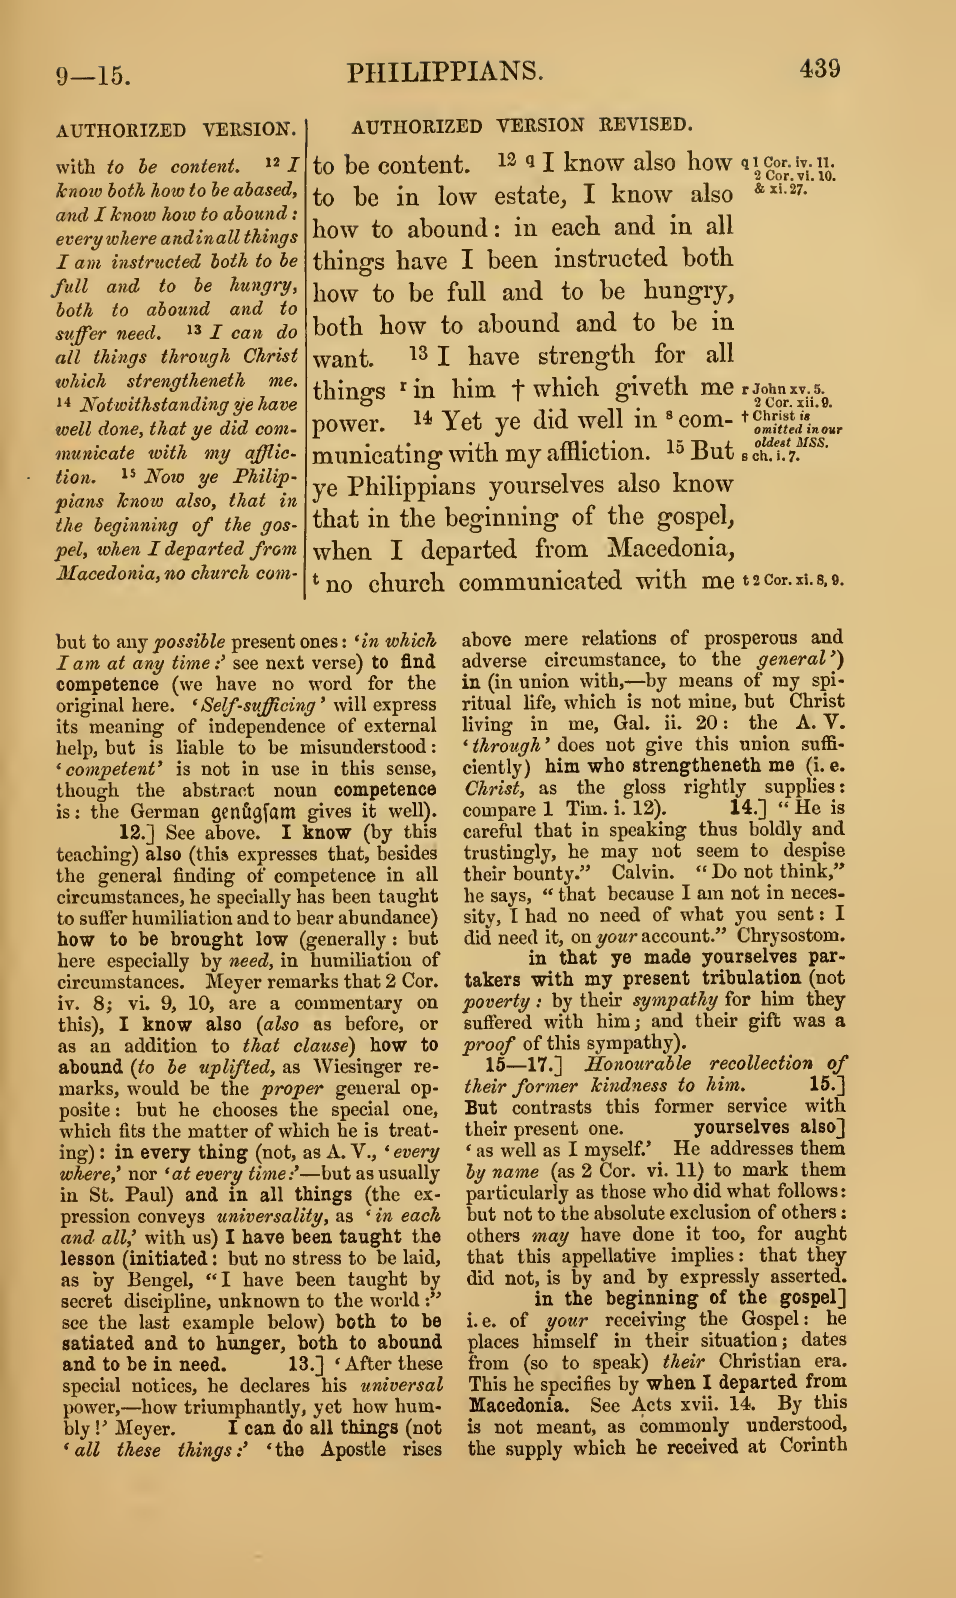 9—15.
PHILIPPIANS.
439
AUTHORIZED VERSION.
with to be content. 12 I
know both how to be abased,
and I know how to abound:
every where and in all things
I am instructed both to be
full and to be hungry,
both to abound and to
suffer need. 13 I can do
all things through Christ
which strengtheneth me.
14 Notwithstanding ye have
well done, that ye did com-
municate with my afflic-
tion. 15 Now ye Philip-
pians know also, that in
the beginning of the gos-
pel, when I departed from
Macedonia, no church com-
AUTHORIZED VERSION REVISED.
to be content. 12 q I know also how
to be in low estate, I know also
how to abound: in each and in all
things have I been instructed both
how to be full and to be hungry,
both how to abound and to be in
want. 13 I have strength for all
things r in him † which giveth me
power. 14 Yet ye did well in s com-
municating with my affliction. 15 But
ye Philippians yourselves also know
that in the beginning of the gospel,
when I departed from Macedonia,
t no church communicated with me
q 1 Cor. iv. 11.
2 Cor. vi. 10.
& xi. 27.
r John xv. 5.
2 Cor. xii. 9.
† Christ is
omitted in our
oldest MSS.
s ch. i. 7.
t 2 Cor. xi. 8, 9.
but to any possible present ones: ‘in which
I am at any time:’ see next verse) to find
competence (we have no word for the
original here. ‘Self-sufficing’ will express
its meaning of independence of external
help, but is liable to be misunderstood:
‘competent’ is not in use in this sense,
though the abstract noun competence
is: the German genügsam gives it well).
12.] See above. I know (by this
teaching) also (this expresses that, besides
the general finding of competence in all
circumstances, he specially has been taught
to suffer humiliation and to bear abundance)
how to be brought low (generally: but
here especially by need, in humiliation of
circumstances. Meyer remarks that 2 Cor.
iv. 8; vi. 9, 10, are a commentary on
this), I know also (also as before, or
as an addition to that clause) how to
abound (to be uplifted, as Wiesinger re-
marks, would be the proper general op-
posite: but he chooses the special one,
which fits the matter of which he is treat-
ing): in every thing (not, as A. V., ‘every
where,’ nor ‘at every time:’—but as usually
in St. Paul) and in all things (the ex-
pression conveys universality, as ‘in each
and all,’ with us) I have been taught the
lesson (initiated: but no stress to be laid,
as by Bengel, “I have been taught by
secret discipline, unknown to the world:”
see the last example below) both to be
satiated and to hunger, both to abound
and to be in need. 13.] ‘After these
special notices, he declares his universal
power,—how triumphantly, yet how hum-
bly!’ Meyer. I can do all things (not
‘all these things:’ ‘the Apostle rises
above mere relations of prosperous and
adverse circumstance, to the general’)
in (in union with,—by means of my spi-
ritual life, which is not mine, but Christ
living in me, Gal. ii. 20: the A. V.
‘through’ does not give this union suffi-
ciently) him who strengtheneth me (i. e.
Christ, as the gloss rightly supplies:
compare 1 Tim. i. 12). 14.] “He is
careful that in speaking thus boldly and
trustingly, he may not seem to despise
their bounty.” Calvin. “Do not think,”
he says, “that because I am not in neces-
sity, I had no need of what you sent: I
did need it, on your account.” Chrysostom.
in that ye made yourselves par-
takers with my present tribulation (not
poverty: by their sympathy for him they
suffered with him; and their gift was a
proof of this sympathy).
15—17.] Honourable recollection of
their former kindness to him. 15.]
But contrasts this former service with
their present one. yourselves also]
‘as well as I myself.’ He addresses them
by name (as 2 Cor. vi. 11) to mark them
particularly as those who did what follows:
but not to the absolute exclusion of others:
others may have done it too, for aught
that this appellative implies: that they
did not, is by and by expressly asserted.
in the beginning of the gospel]
i. e. of your receiving the Gospel: he
places himself in their situation; dates
from (so to speak) their Christian era.
This he specifies by when I departed from
Macedonia. See Acts xvii. 14. By this
is not meant, as commonly understood,
the supply which he received at Corinth